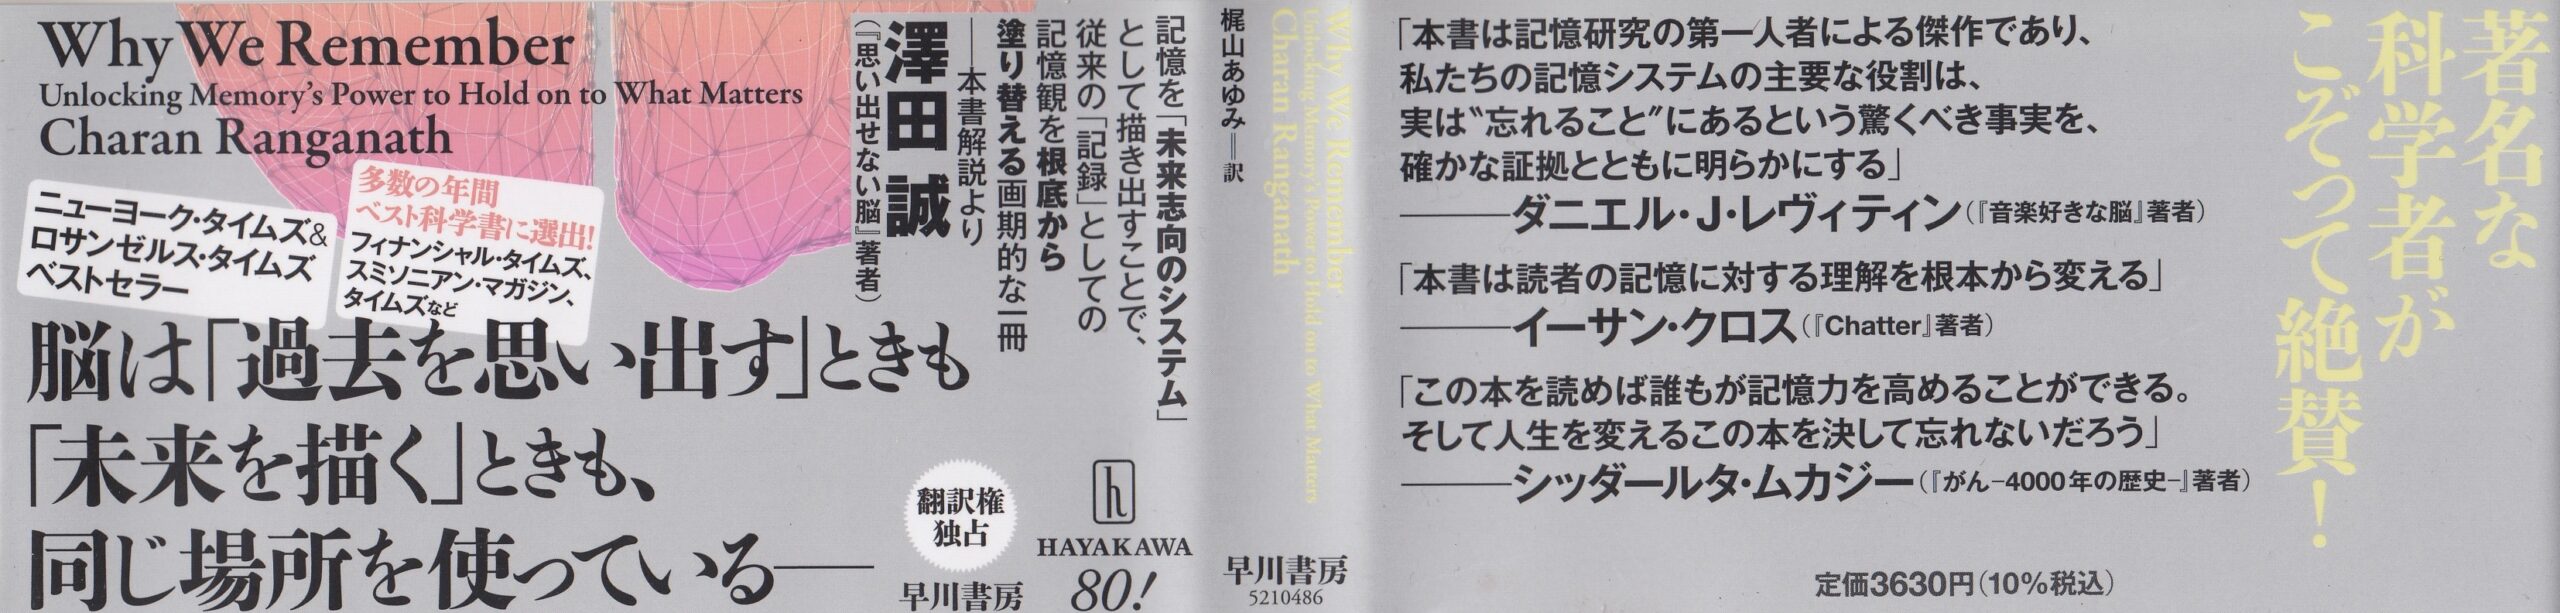 Why We Remember
Unlocking Memory's Power to Hold on to What Matters
Charan Ranganath
ニューヨーク・タイムズ&
ロサンゼルス・タイムズ
ベストセラー
多数の年間
ベスト科学書に選出!
フィナンシャル・タイムズ、
スミソニアン・マガジン、
タイムズなど
脳は「過去を思い出す」ときも
「未来を描く」ときも、
同じ場所を使っている──
記憶を「未来志向のシステム」
として描き出すことで、
従来の「記録」としての
記憶観を根底から
塗り替える画期的な一冊
──本書解説より
澤田 誠
(『思い出せない脳』著者)
翻訳権
独占
早川書房
h
HAYAKAWA
80!
Why We Remember
Unlocking Memory's Power to Hold on to What Matters
Charan Ranganath
梶山あゆみ=訳
早川書房
5210486
著名な
科学者が
こぞって絶賛!
「本書は記憶研究の第一人者による傑作であり、
私たちの記憶システムの主要な役割は、
実は〝忘れること〟にあるという驚くべき事実を、
確かな証拠とともに明らかにする」
───ダニエル・J・レヴィティン(『音楽好きな脳』著者)
「本書は読者の記憶に対する理解を根本から変える」
───イーサン・クロス(『Chatter』著者)
「この本を読めば誰もが記憶力を高めることができる。
そして人生を変えるこの本を決して忘れないだろう」
───シッダールタ・ムカジー(『がん−4000年の歴史−』著者)
定価3630円(10%税込)